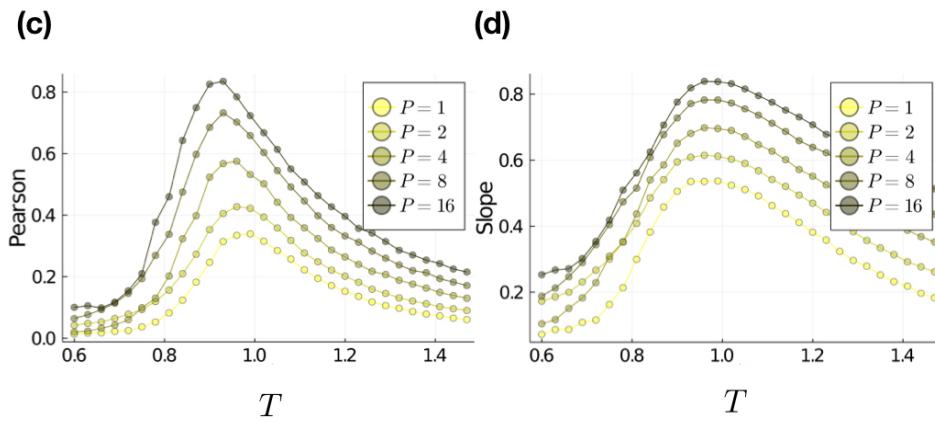 (c)
Pearson
0.8
0.6
0.4
0.2
0.0
0.6 0.8 1.0 1.2 1.4
T
P = 1
P = 2
P = 4
P = 8
P = 16
(d)
Slope
0.8
0.6
0.4
0.2
0.6 0.8 1.0 1.2 1.4
T
P = 1
P = 2
P = 4
P = 8
P = 16